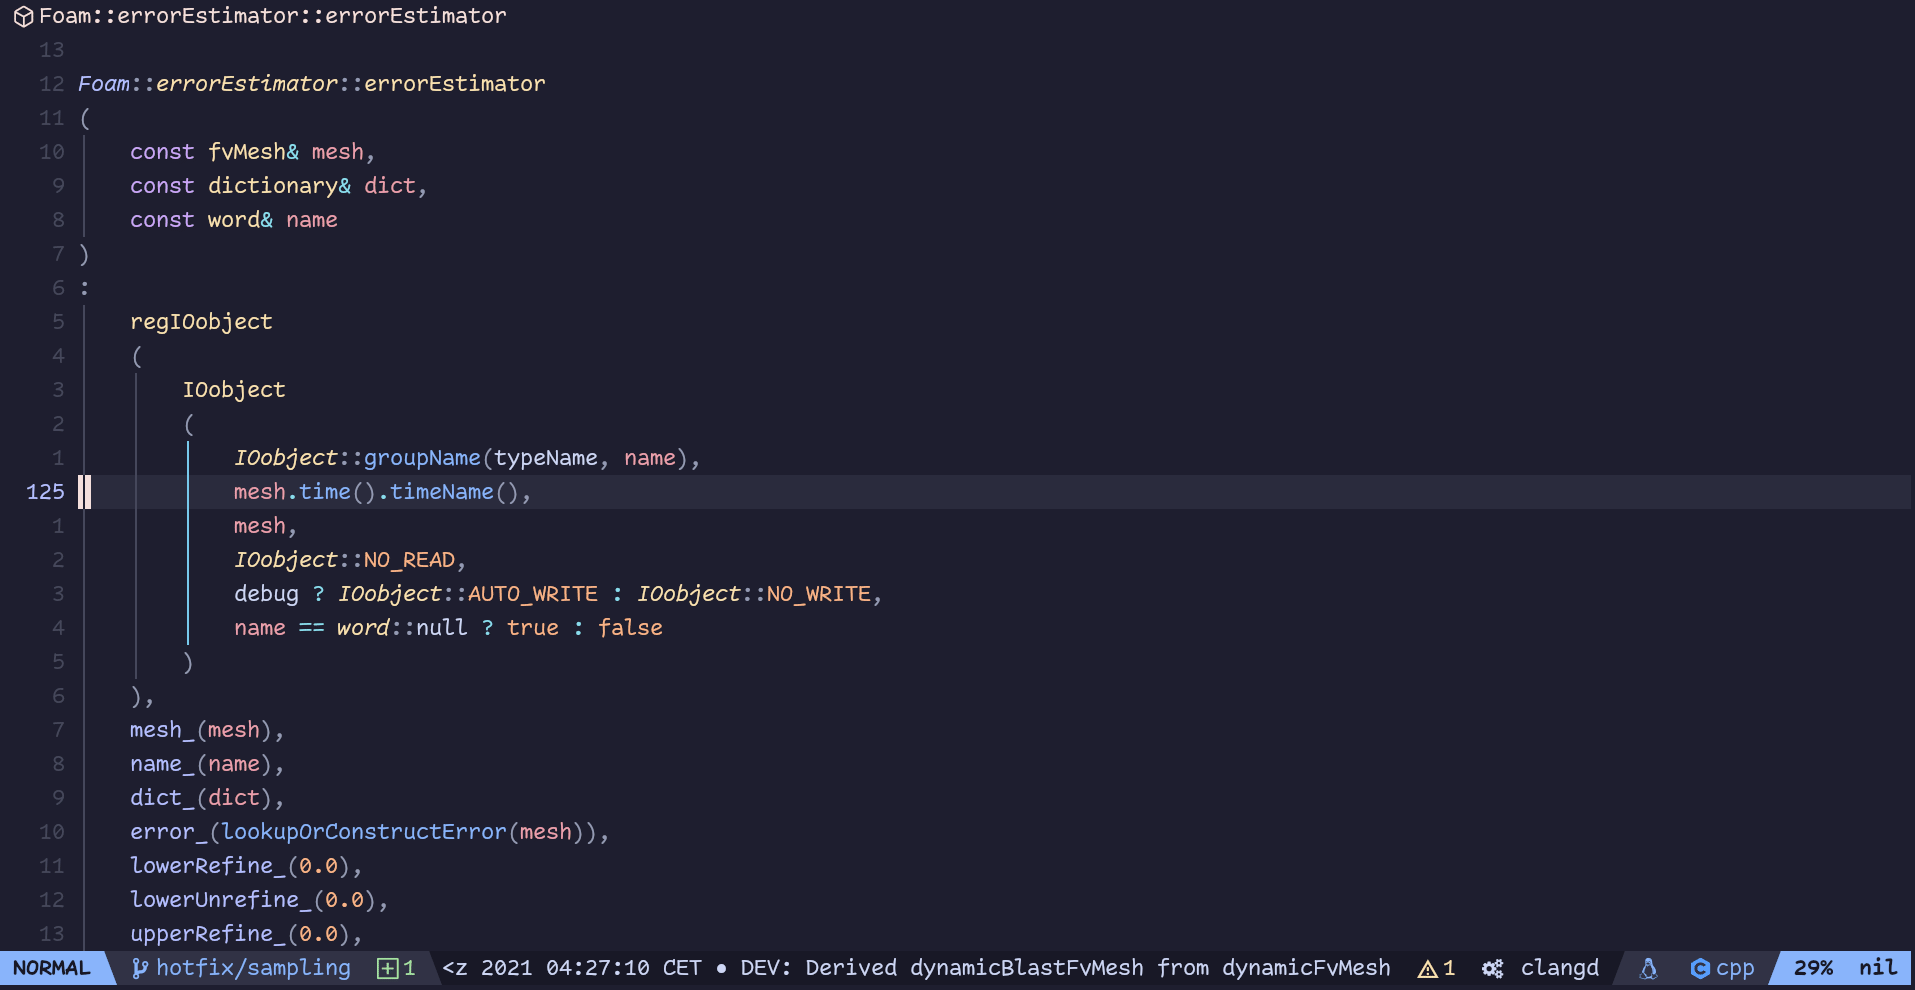 Foam::errorEstimator::errorEstimator
13
12 Foam::errorEstimator::errorEstimator
11 (
10 const fvMesh& mesh,
9 const dictionary& dict,
8 const word& name
7 )
6 :
5 regIOobject
4 (
3 IOobject
2 (
1 IOobject::groupName(typeName, name),
125 mesh.time().timeName(),
1 mesh,
2 IOobject::NO_READ,
3 debug ? IOobject::AUTO_WRITE : IOobject::NO_WRITE,
4 name == word::null ? true : false
5 )
6 ),
7 mesh_(mesh),
8 name_(name),
9 dict_(dict),
10 error_(lookupOrConstructError(mesh)),
11 lowerRefine_(0.0),
12 lowerUnrefine_(0.0),
13 upperRefine_(0.0),
NORMAL hotfix/sampling 1 <z 2021 04:27:10 CET • DEV: Derived dynamicBlastFvMesh from dynamicFvMesh 1 clangd cpp 29% nil